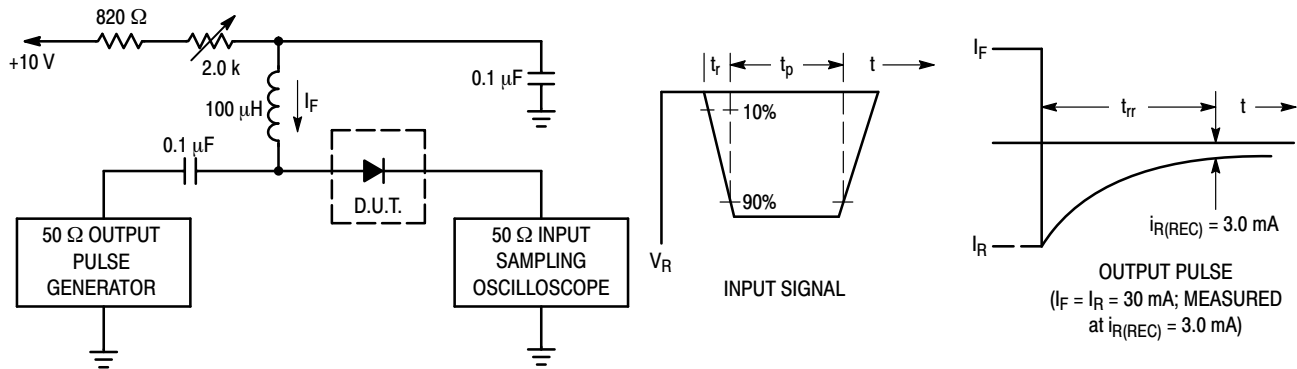 820 Ω
+10 V
2.0 k
100 μH
I_F
0.1 μF
0.1 μF
D.U.T.
50 Ω OUTPUT
PULSE
GENERATOR
50 Ω INPUT
SAMPLING
OSCILLOSCOPE
t_r
t_p
t
10%
90%
V_R
INPUT SIGNAL
I_F
t_rr
t
I_R
i_R(REC) = 3.0 mA
OUTPUT PULSE
(I_F = I_R = 30 mA; MEASURED
at i_R(REC) = 3.0 mA)